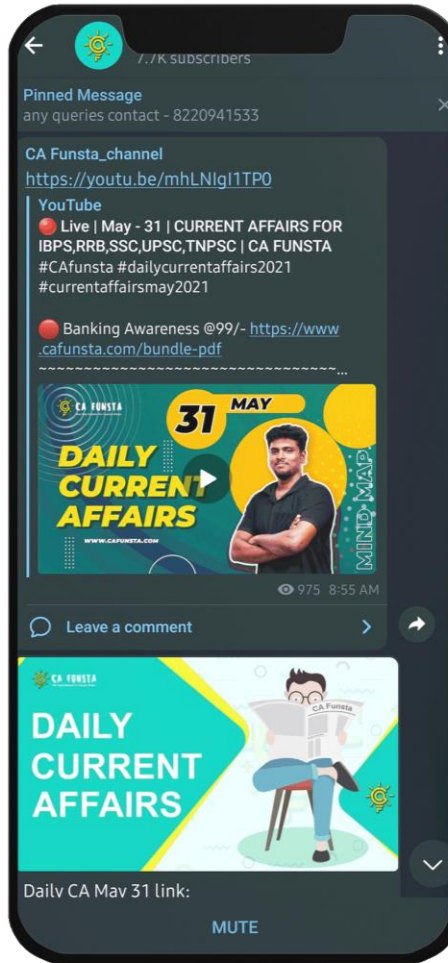 7.7K subscribers
Pinned Message
any queries contact - 8220941533
CA Funsta_channel
https://youtu.be/mhLNIgI1TP0
YouTube
🔴 Live | May - 31 | CURRENT AFFAIRS FOR
IBPS,RRB,SSC,UPSC,TNPSC | CA FUNSTA
#CAfunsta #dailycurrentaffairs2021
#currentaffairsmay2021
🔴 Banking Awareness @99/- https://www
.cafunsta.com/bundle-pdf
~~~~~~~~~~~~~~~~~~~~~~~~~~~~~~~~~~...
CA FUNSTA
31 MAY
DAILY
CURRENT
AFFAIRS
WWW.CAFUNSTA.COM
MIND MAP
975 8:55 AM
Leave a comment
CA FUNSTA
CA Funsta
DAILY
CURRENT
AFFAIRS
Daily CA May 31 link:
MUTE